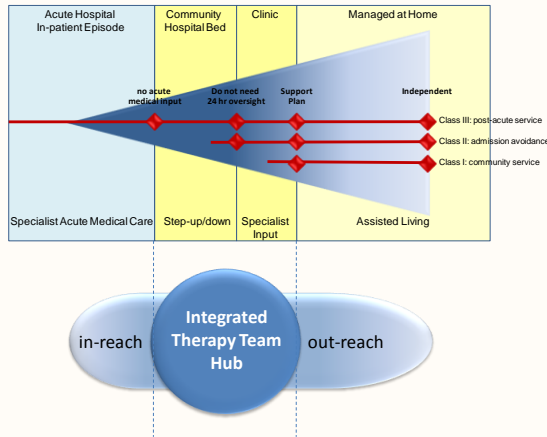 Acute Hospital
In-patient Episode
Community
Hospital Bed
Clinic
Managed at Home
no acute
medical input
Do not need
24 hr oversight
Support
Plan
Independent
Class III: post-acute service
Class II: admission avoidance
Class I: community service
Specialist Acute Medical Care
Step-up/down
Specialist
Input
Assisted Living
in-reach
Integrated
Therapy Team
Hub
out-reach